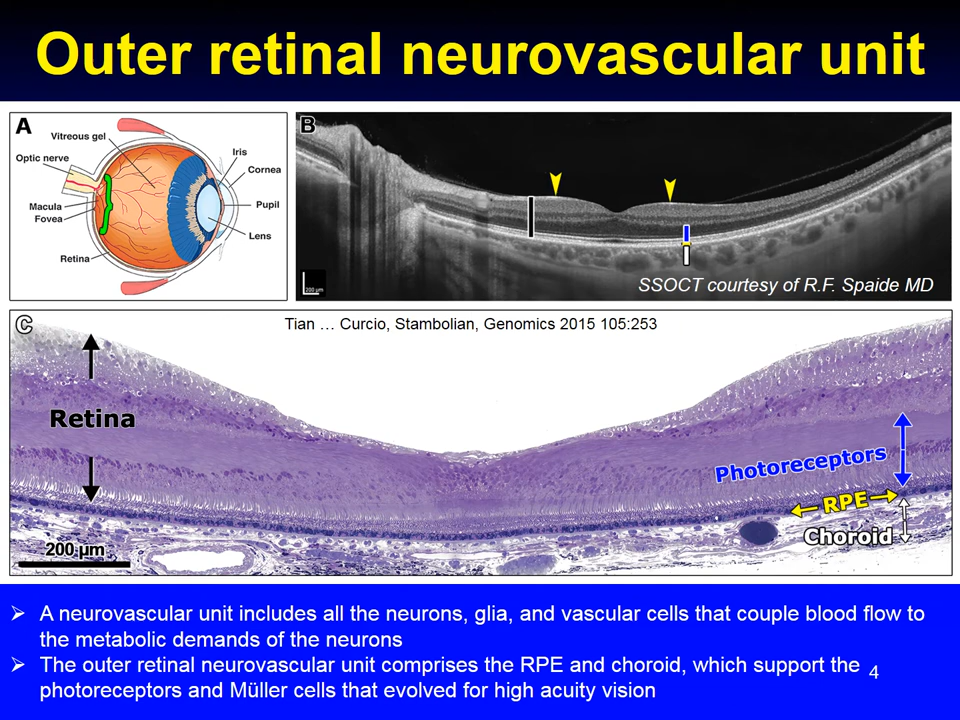 Outer retinal neurovascular unit
A
Vitreous gel
Optic nerve
Iris
Cornea
Macula
Fovea
Pupil
Lens
Retina
B
200 µm
SSOCT courtesy of R.F. Spaide MD
C
Tian … Curcio, Stambolian, Genomics 2015 105:253
Retina
Photoreceptors
RPE
Choroid
200 µm
➢ A neurovascular unit includes all the neurons, glia, and vascular cells that couple blood flow to
the metabolic demands of the neurons
➢ The outer retinal neurovascular unit comprises the RPE and choroid, which support the
photoreceptors and Müller cells that evolved for high acuity vision
4